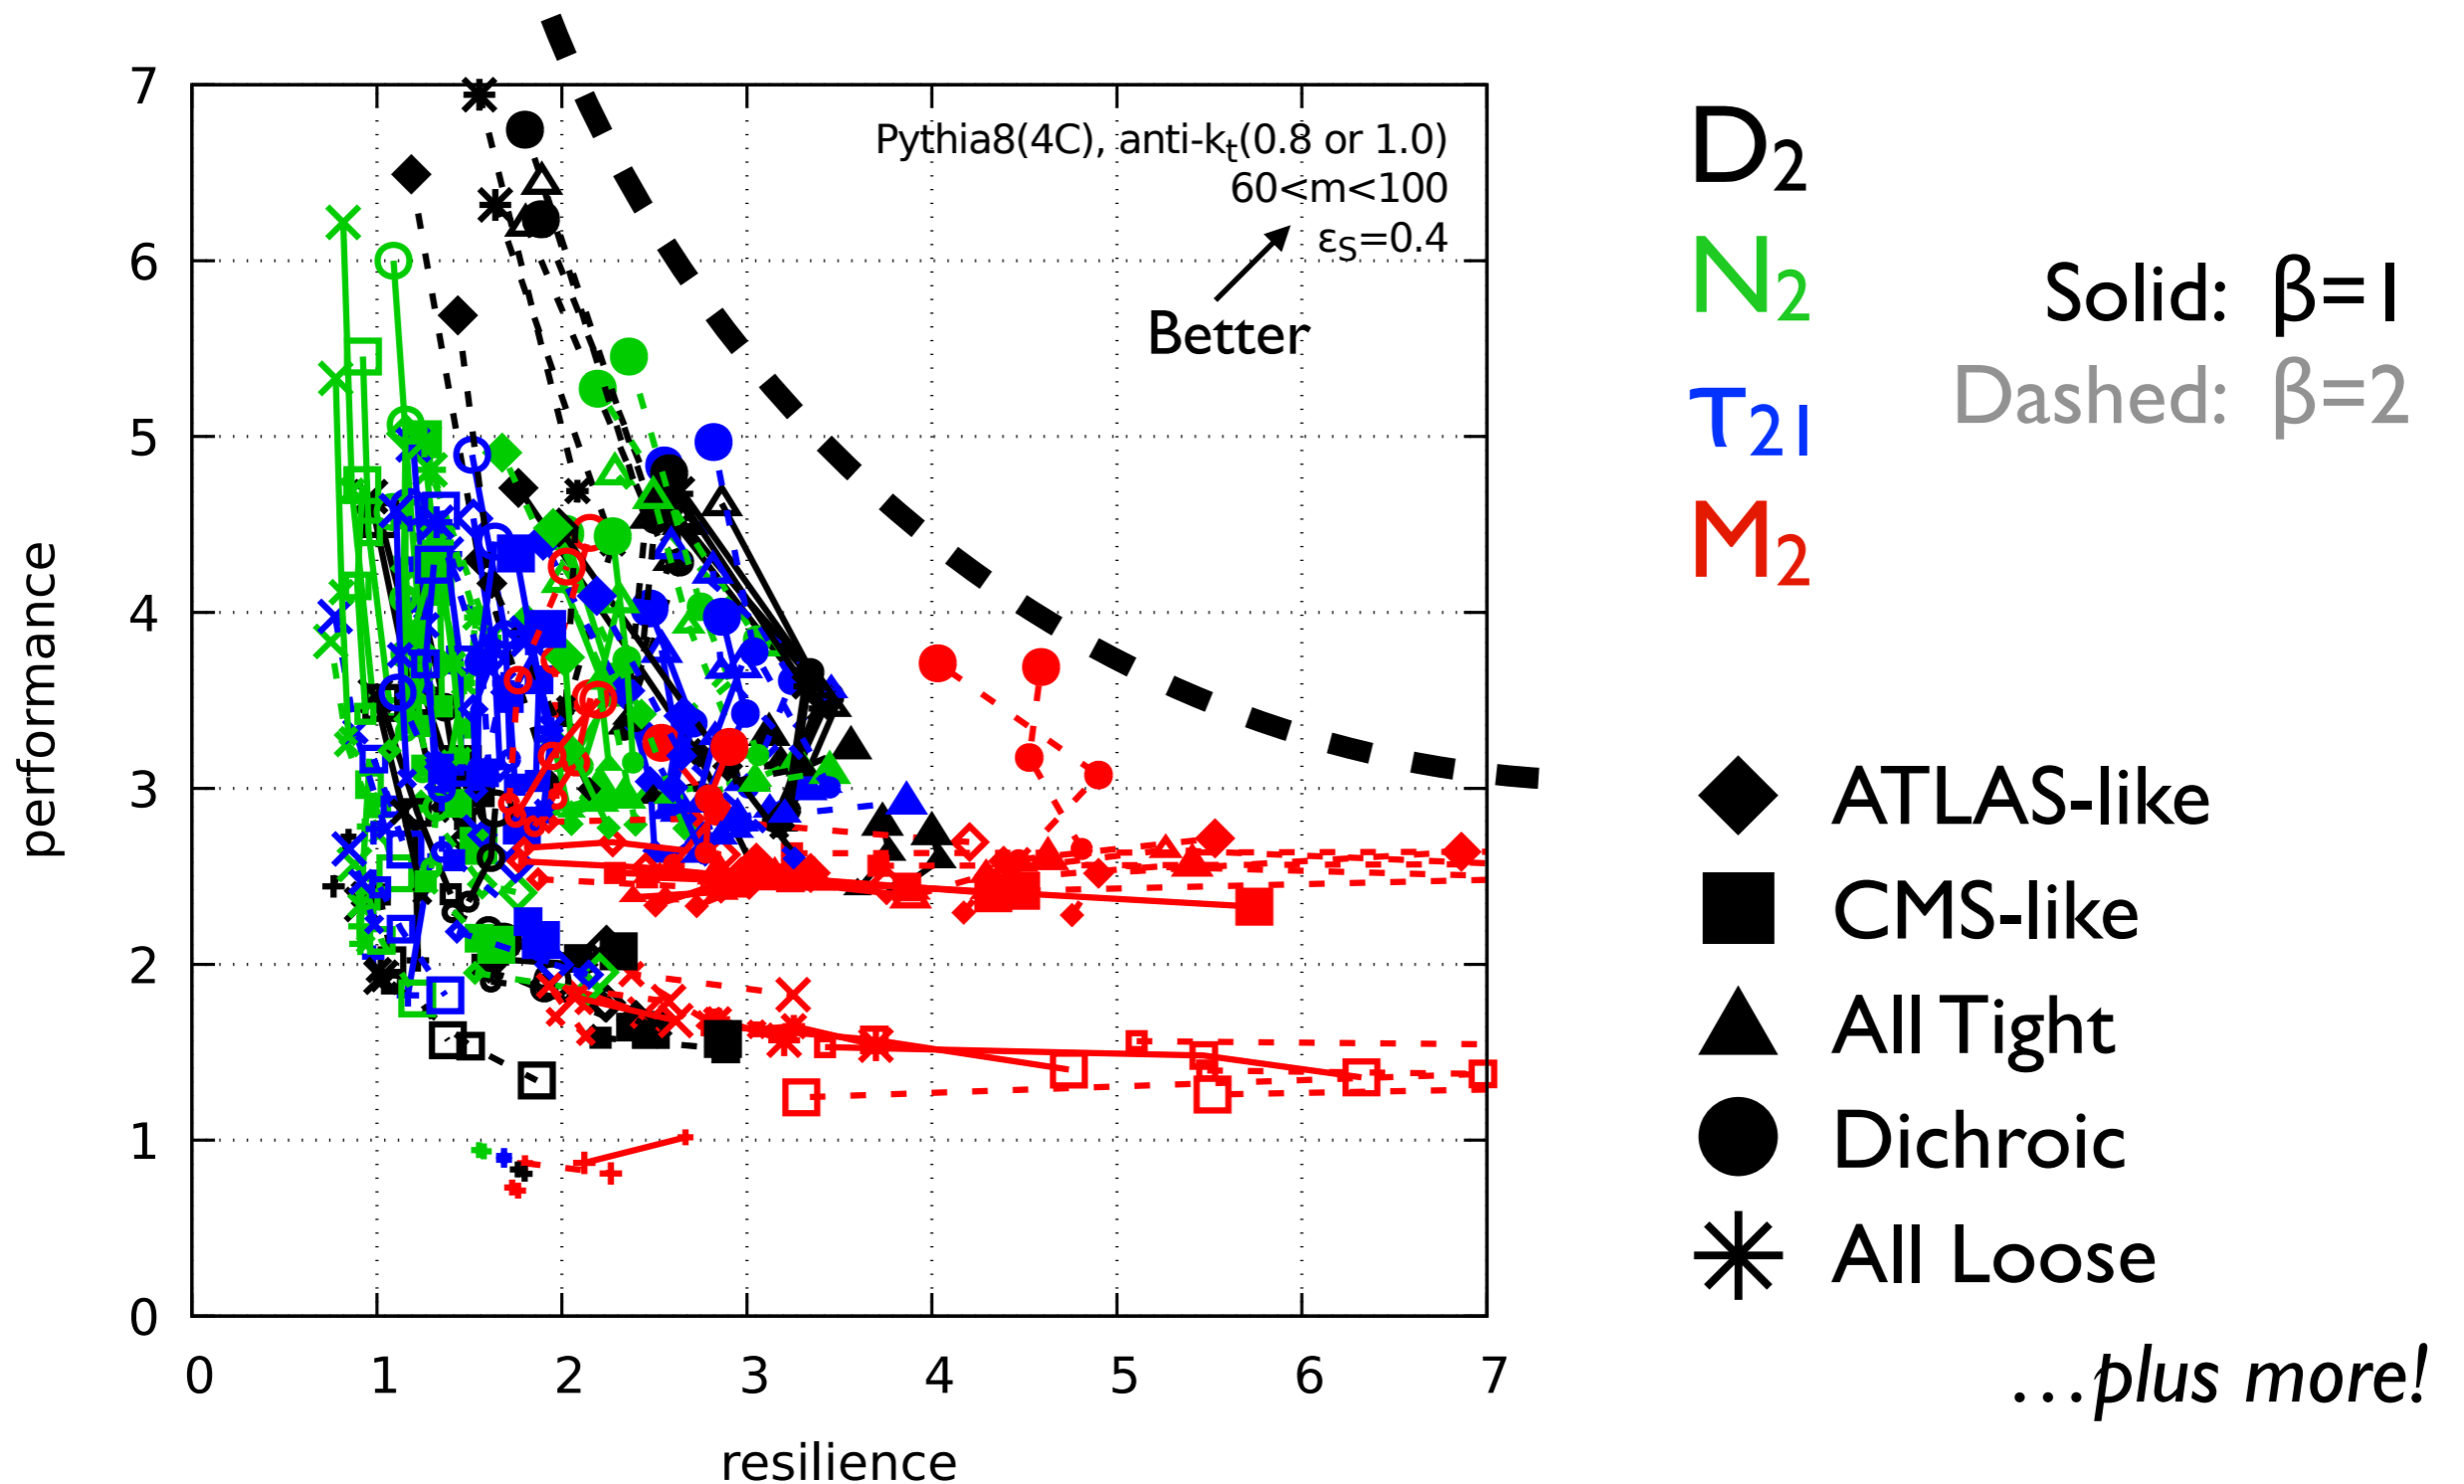 7
6
5
4
3
2
1
0
0 1 2 3 4 5 6 7
performance
resilience
Pythia8(4C), anti-kt(0.8 or 1.0)
60<m<100
εS=0.4
Better
D2
N2
τ21
M2
Solid: β=1
Dashed: β=2
ATLAS-like
CMS-like
All Tight
Dichroic
All Loose
…plus more!